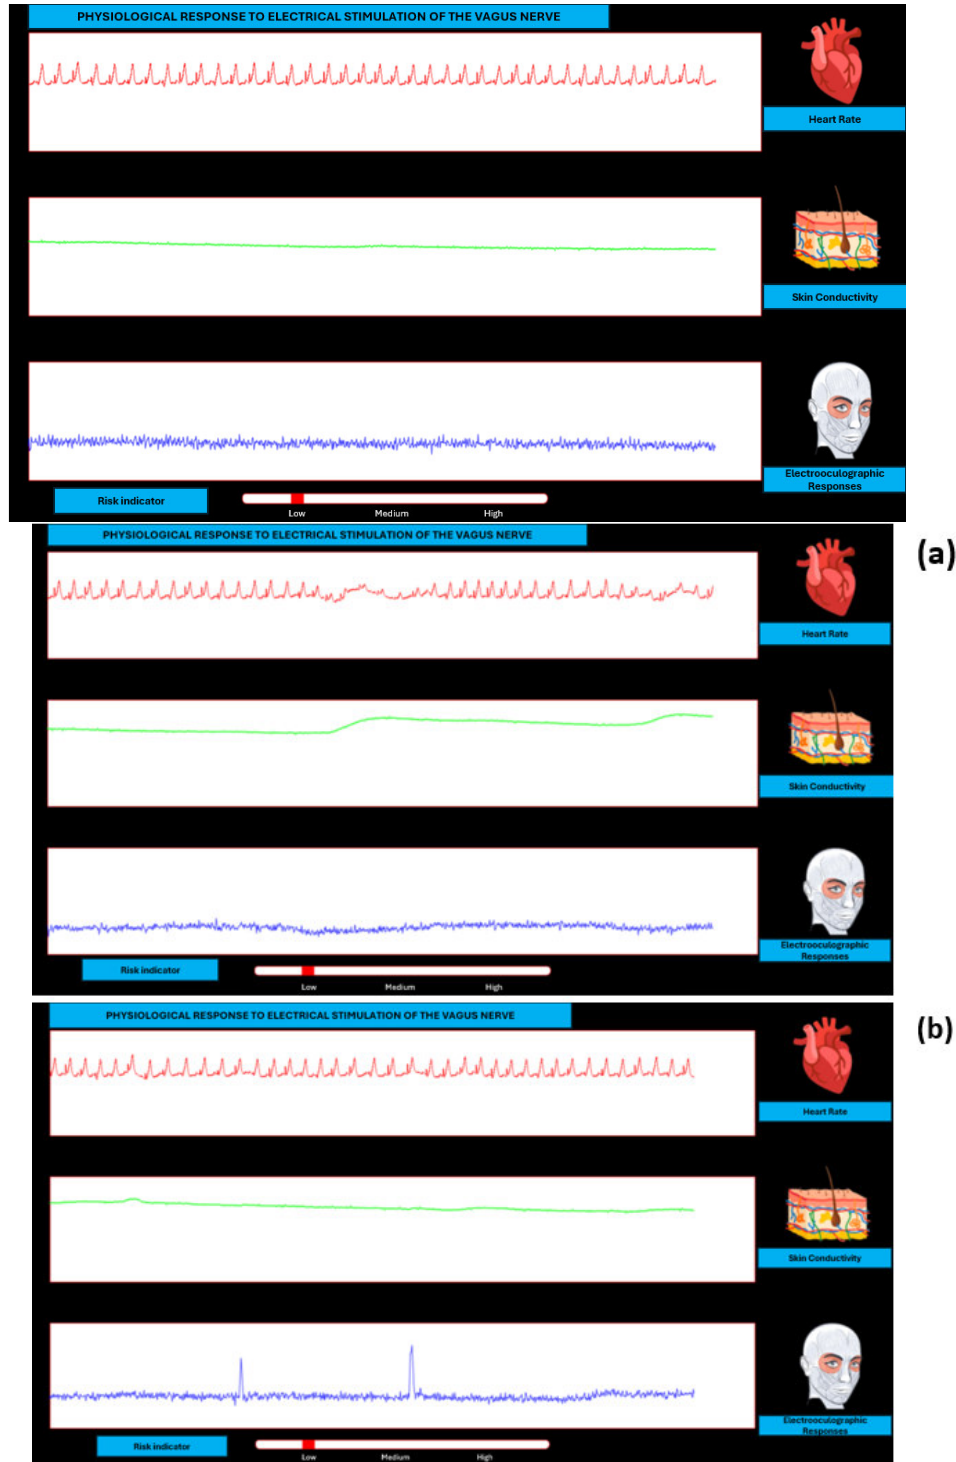 PHYSIOLOGICAL RESPONSE TO ELECTRICAL STIMULATION OF THE VAGUS NERVE
Heart Rate
Skin Conductivity
Electrooculographic
Responses
Risk indicator
Low Medium High
(a)
PHYSIOLOGICAL RESPONSE TO ELECTRICAL STIMULATION OF THE VAGUS NERVE
Heart Rate
Skin Conductivity
Electrooculographic
Responses
Risk indicator
Low Medium High
(b)
PHYSIOLOGICAL RESPONSE TO ELECTRICAL STIMULATION OF THE VAGUS NERVE
Heart Rate
Skin Conductivity
Electrooculographic
Responses
Risk indicator
Low Medium High